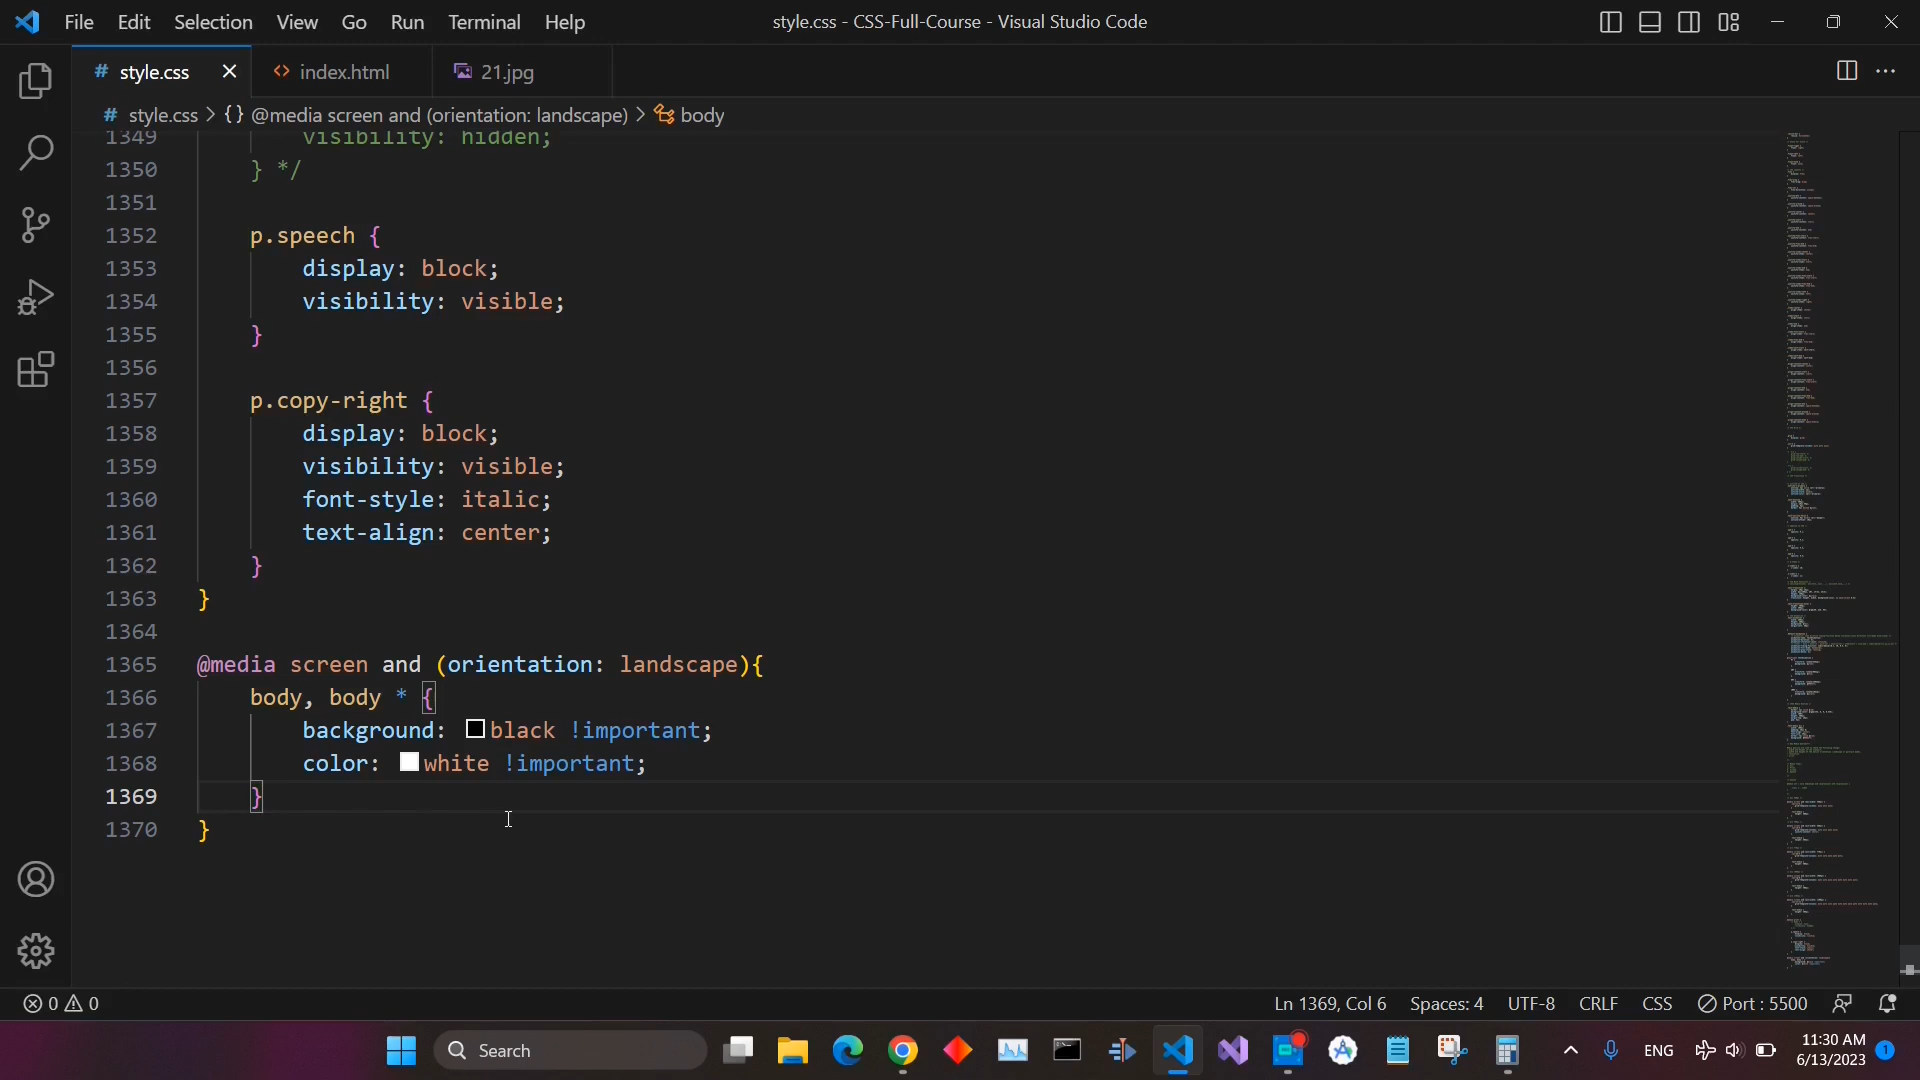 File Edit Selection View Go Run Terminal Help
style.css - CSS-Full-Course - Visual Studio Code
# style.css
<> index.html
21.jpg
# style.css > {} @media screen and (orientation: landscape) > body
1349 visibility: hidden;
1350 } */
1351
1352 p.speech {
1353 display: block;
1354 visibility: visible;
1355 }
1356
1357 p.copy-right {
1358 display: block;
1359 visibility: visible;
1360 font-style: italic;
1361 text-align: center;
1362 }
1363 }
1364
1365 @media screen and (orientation: landscape){
1366 body, body * {
1367 background: black !important;
1368 color: white !important;
1369 }
1370 }
0 0
Ln 1369, Col 6 Spaces: 4 UTF-8 CRLF CSS Port : 5500
Search
ENG
11:30 AM
6/13/2023
1